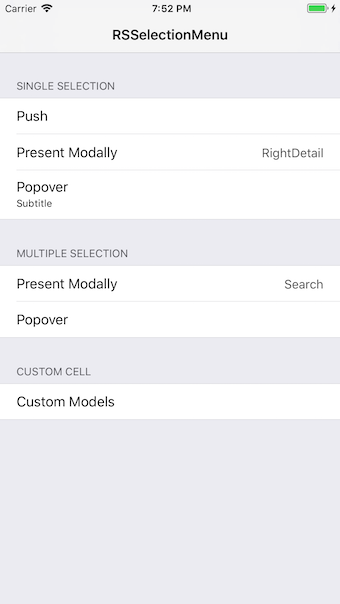 Carrier 7:52 PM
RSSelectionMenu
SINGLE SELECTION
Push
Present Modally RightDetail
Popover
Subtitle
MULTIPLE SELECTION
Present Modally Search
Popover
CUSTOM CELL
Custom Models